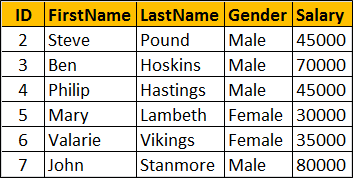 ID FirstName LastName Gender Salary
2 Steve Pound Male 45000
3 Ben Hoskins Male 70000
4 Philip Hastings Male 45000
5 Mary Lambeth Female 30000
6 Valarie Vikings Female 35000
7 John Stanmore Male 80000